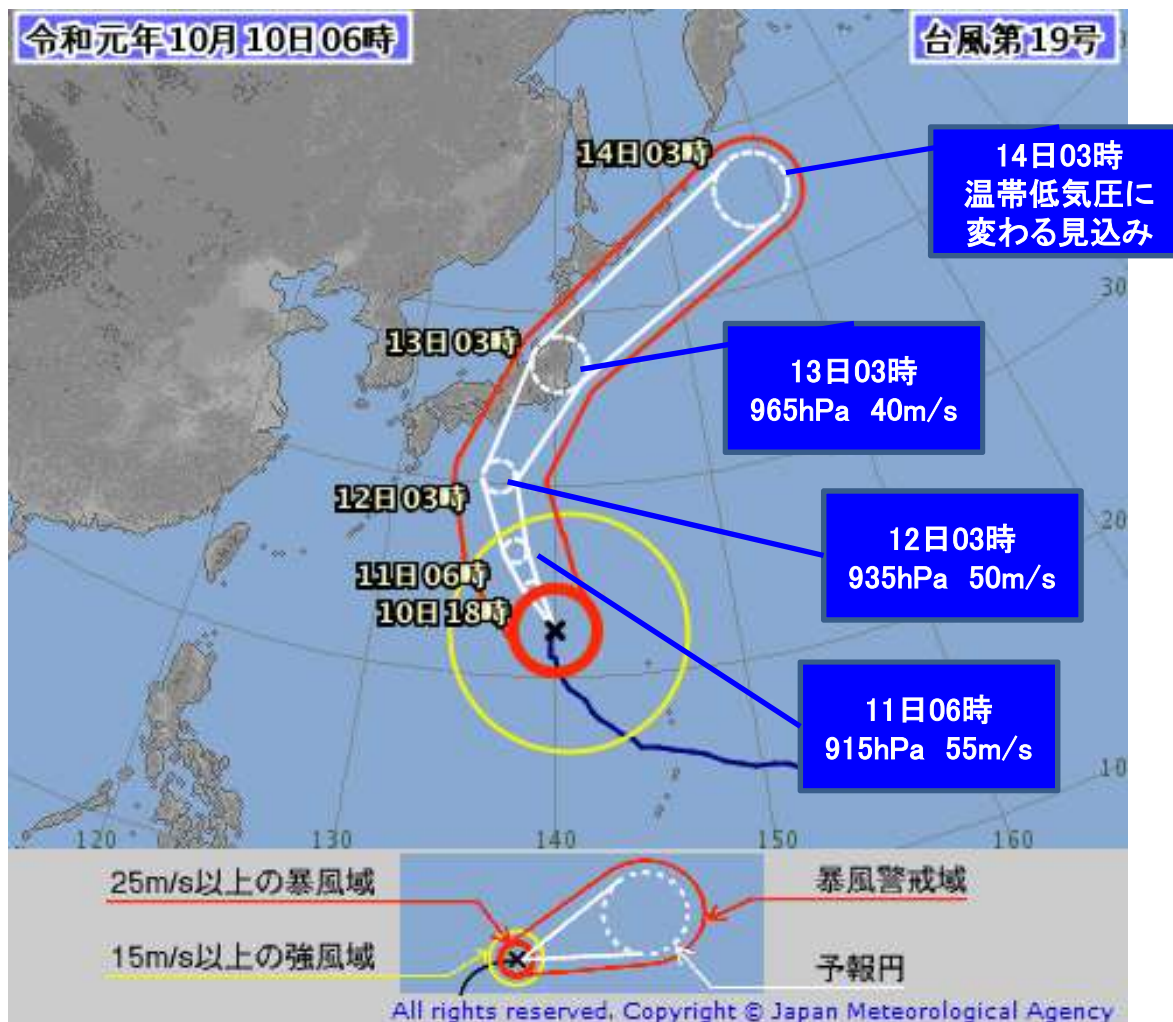 令和元年10月10日06時
台風第19号
14日03時
14日03時
温帯低気圧に
変わる見込み
30
13日03時
13日03時
965hPa 40m/s
12日03時
12日03時
935hPa 50m/s
20
11日06時
10日18時
11日06時
915hPa 55m/s
10
120
130
140
150
160
25m/s以上の暴風域
暴風警戒域
15m/s以上の強風域
予報円
All rights reserved. Copyright © Japan Meteorological Agency